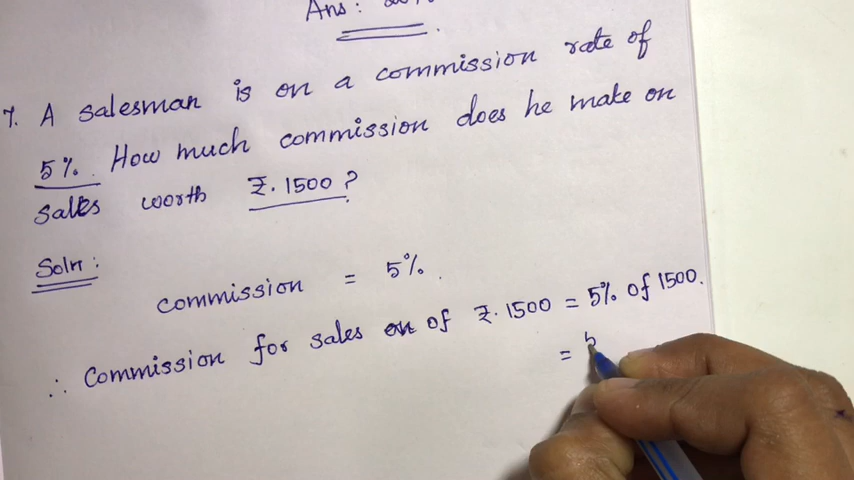 Ans:
7. A salesman is on a commission rate of
5%. How much commission does he make on
sales worth ₹.1500?
Soln:
commission = 5%.
∴ Commission for sales of ₹.1500 = 5% of 1500.
= 5